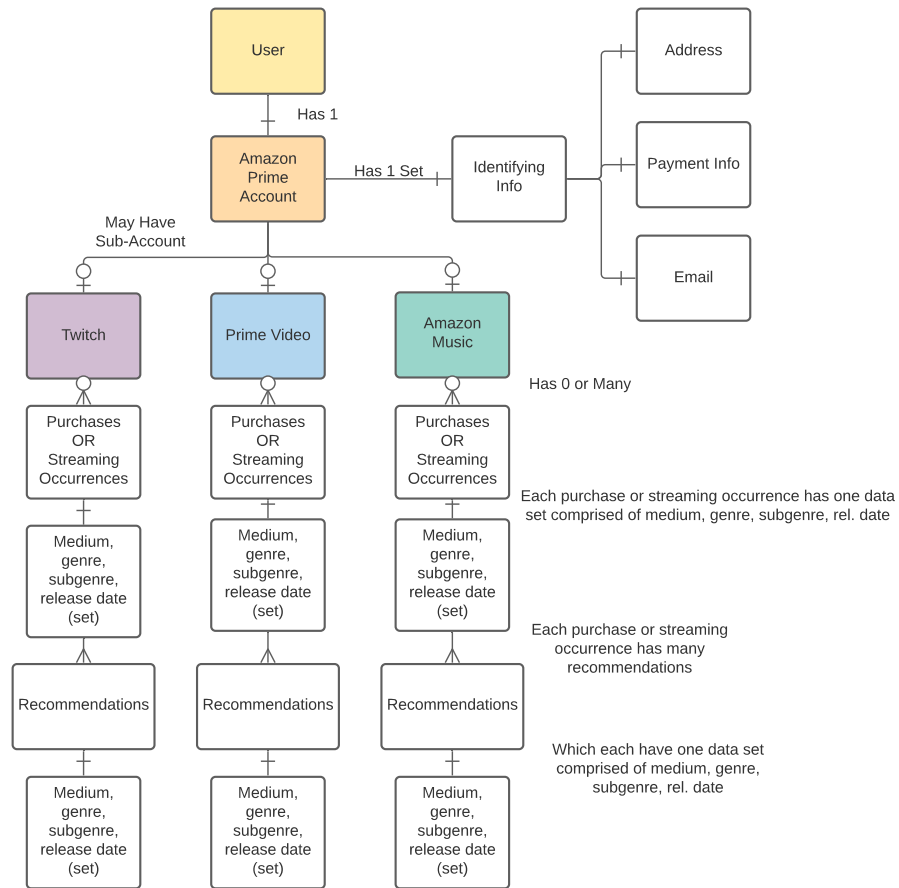 User
Address
Has 1
Amazon
Prime
Account
Has 1 Set
Identifying
Info
Payment Info
May Have
Sub-Account
Email
Twitch
Prime Video
Amazon
Music
Has 0 or Many
Purchases
OR
Streaming
Occurrences
Purchases
OR
Streaming
Occurrences
Purchases
OR
Streaming
Occurrences
Each purchase or streaming occurrence has one data
set comprised of medium, genre, subgenre, rel. date
Medium,
genre,
subgenre,
release date
(set)
Medium,
genre,
subgenre,
release date
(set)
Medium,
genre,
subgenre,
release date
(set)
Each purchase or streaming
occurrence has many
recommendations
Recommendations
Recommendations
Recommendations
Which each have one data set
comprised of medium, genre,
subgenre, rel. date
Medium,
genre,
subgenre,
release date
(set)
Medium,
genre,
subgenre,
release date
(set)
Medium,
genre,
subgenre,
release date
(set)